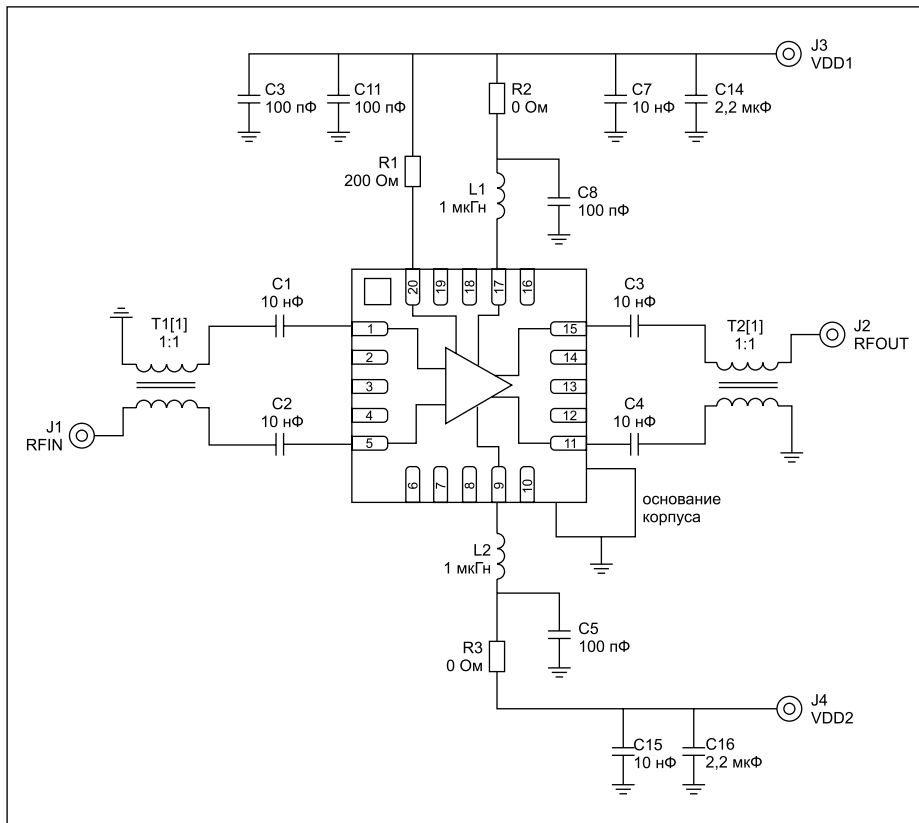 J3
VDD1
C3
100 пФ
C11
100 пФ
R2
0 Ом
C7
10 нФ
C14
2,2 мкФ
R1
200 Ом
L1
1 мкГн
C8
100 пФ
C1
10 нФ
20
19
18
17
16
C3
10 нФ
T1[1]
1:1
1
15
T2[1]
1:1
J2
RFOUT
2
14
3
13
4
12
J1
RFIN
C2
10 нФ
5
11
C4
10 нФ
6
7
8
9
10
основание
корпуса
L2
1 мкГн
C5
100 пФ
R3
0 Ом
J4
VDD2
C15
10 нФ
C16
2,2 мкФ